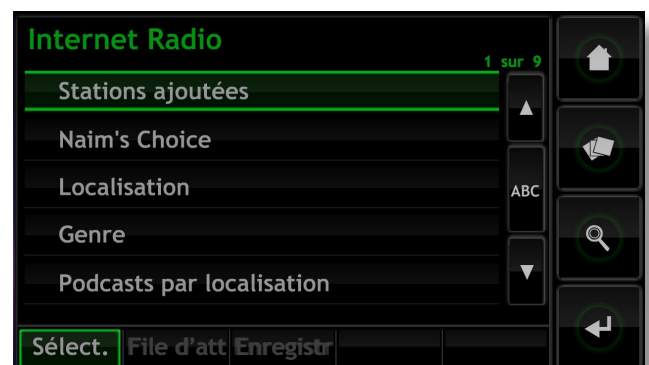 Internet Radio
1 sur 9
Stations ajoutées
Naim's Choice
Localisation
ABC
Genre
Podcasts par localisation
Sélect. File d'att Enregistr